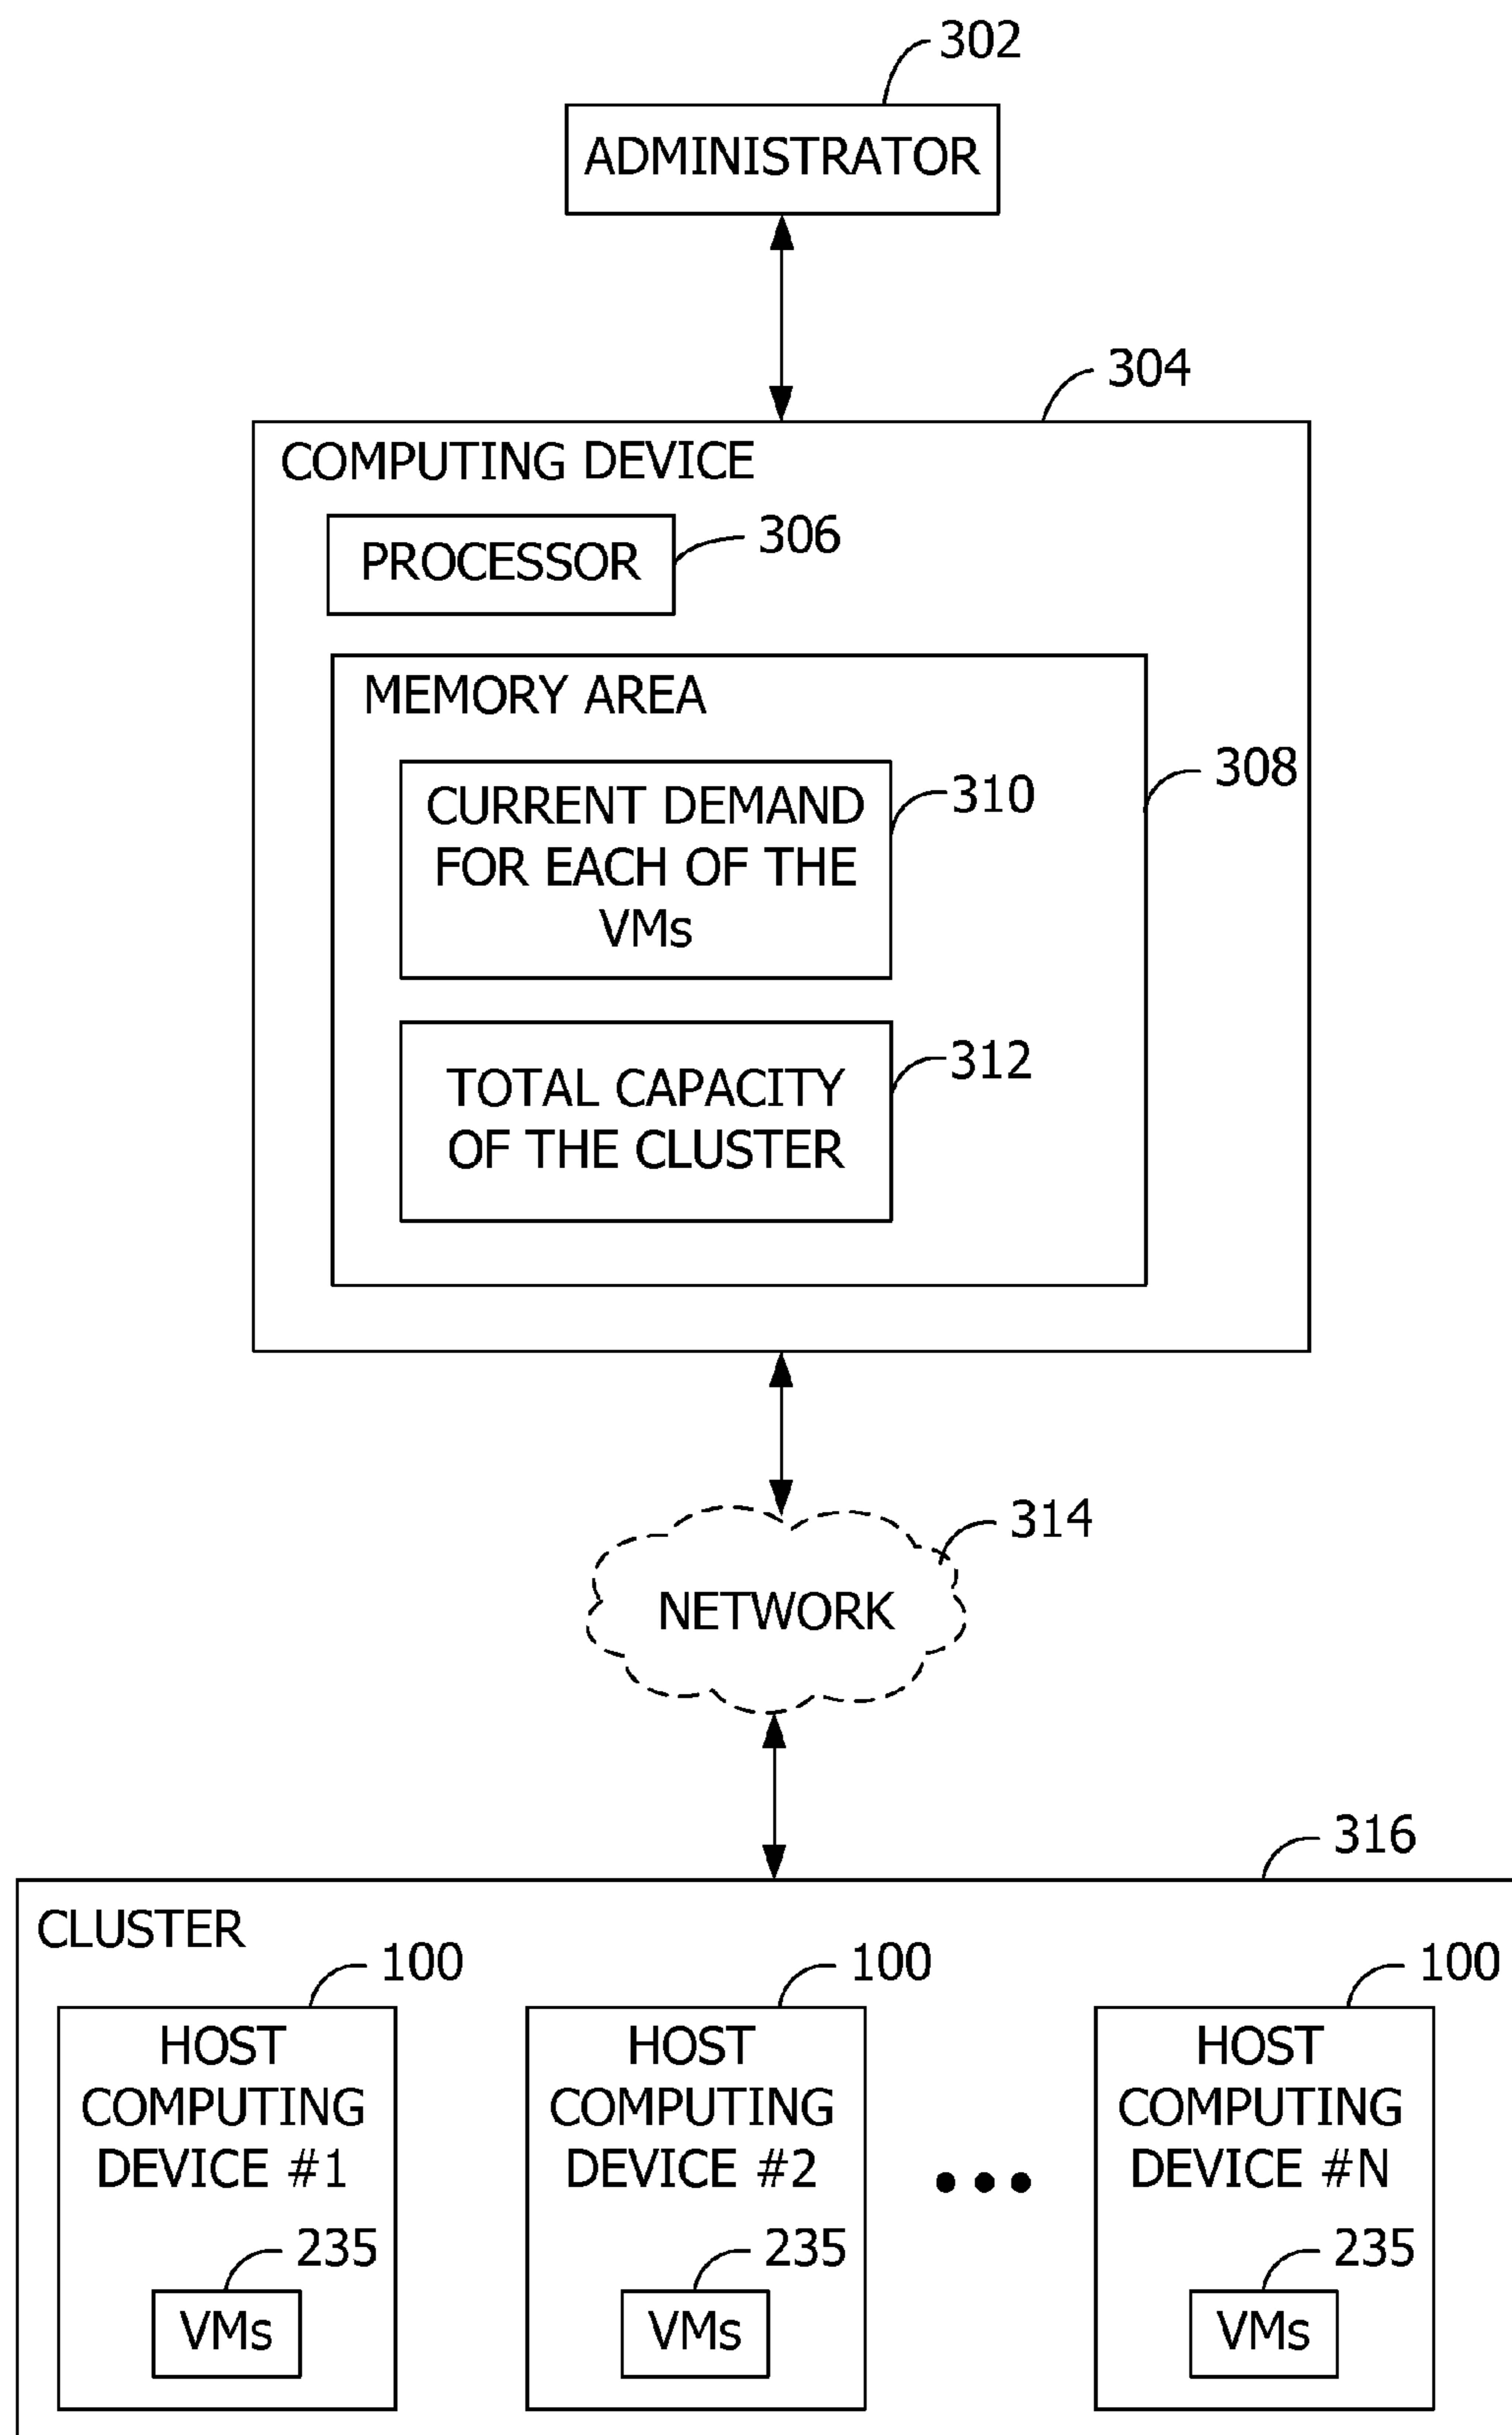 302
ADMINISTRATOR
304
COMPUTING DEVICE
PROCESSOR
306
MEMORY AREA
308
CURRENT DEMAND
FOR EACH OF THE
VMs
310
TOTAL CAPACITY
OF THE CLUSTER
312
NETWORK
314
316
CLUSTER
100
HOST
COMPUTING
DEVICE #1
235
VMs
100
HOST
COMPUTING
DEVICE #2
235
VMs
•••
100
HOST
COMPUTING
DEVICE #N
235
VMs